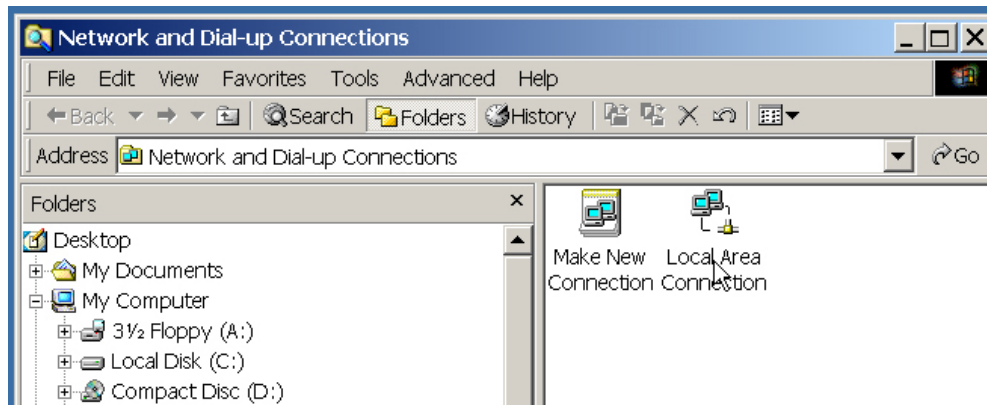 Network and Dial-up Connections
File Edit View Favorites Tools Advanced Help
Back Search Folders History
Address Network and Dial-up Connections Go
Folders
Desktop
My Documents
My Computer
3½ Floppy (A:)
Local Disk (C:)
Compact Disc (D:)
Make New
Connection
Local Area
Connection